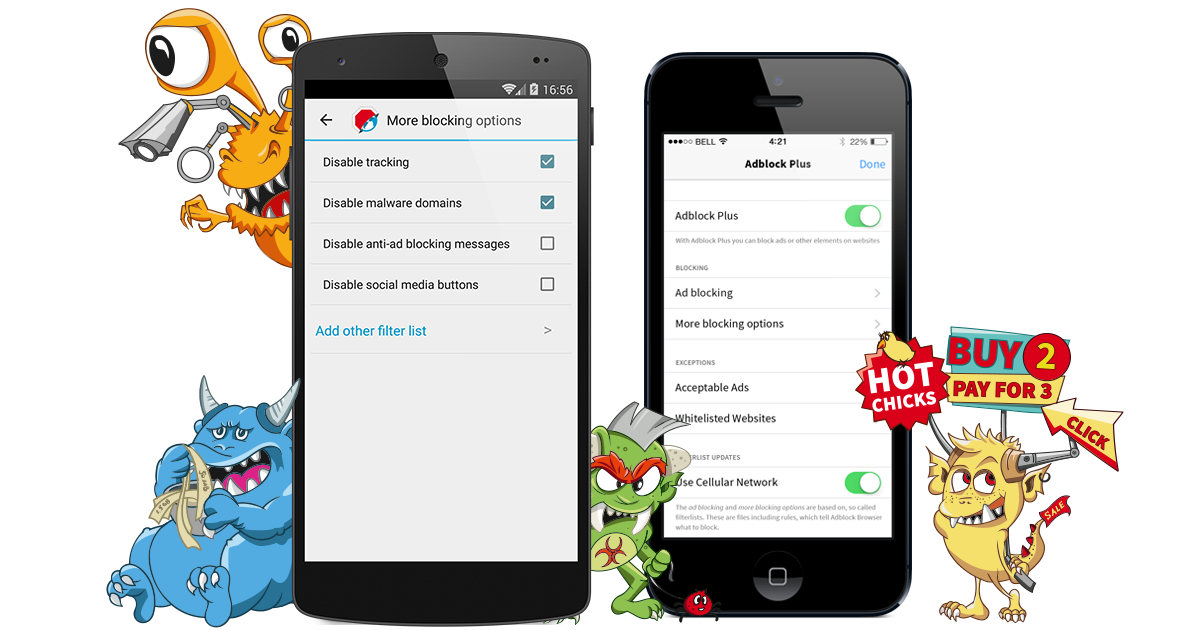 16:56
More blocking options
Disable tracking
Disable malware domains
Disable anti-ad blocking messages
Disable social media buttons
Add other filter list >
BELL 4:21 22%
Adblock Plus Done
Adblock Plus
With Adblock Plus you can block ads or other elements on websites
BLOCKING
Ad blocking
More blocking options
EXCEPTIONS
Acceptable Ads
Whitelisted Websites
ERLIST UPDATES
Use Cellular Network
The ad blocking and more blocking options are based on, so called
filterlists. These are files including rules, which tell Adblock Browser
what to block.
HOT
CHICKS
BUY 2
PAY FOR 3
CLICK
SALE